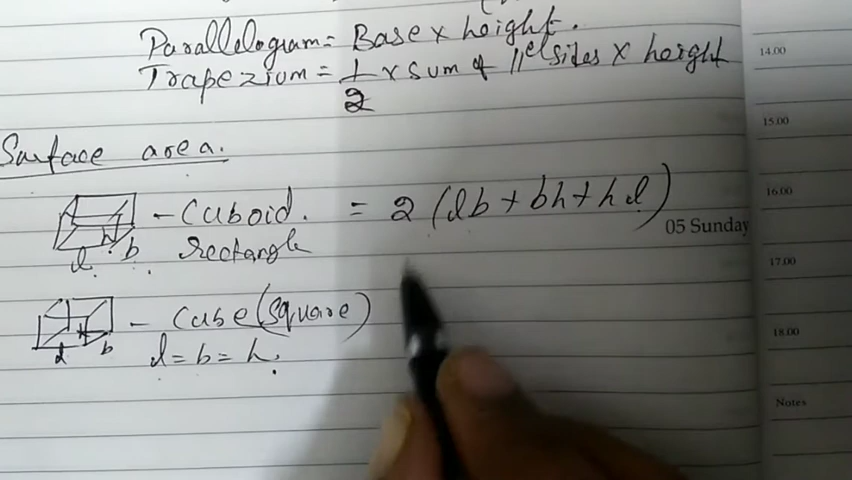 Parallelogram = Base x height.
Trapezium = 1/2 x sum of ||el sides x height
14.00
15.00
Surface area.
16.00
- Cuboid. = 2 (lb + bh + hl)
05 Sunday
l h b rectangle
17.00
- Cube (square)
18.00
l h b l = b = h.
Notes